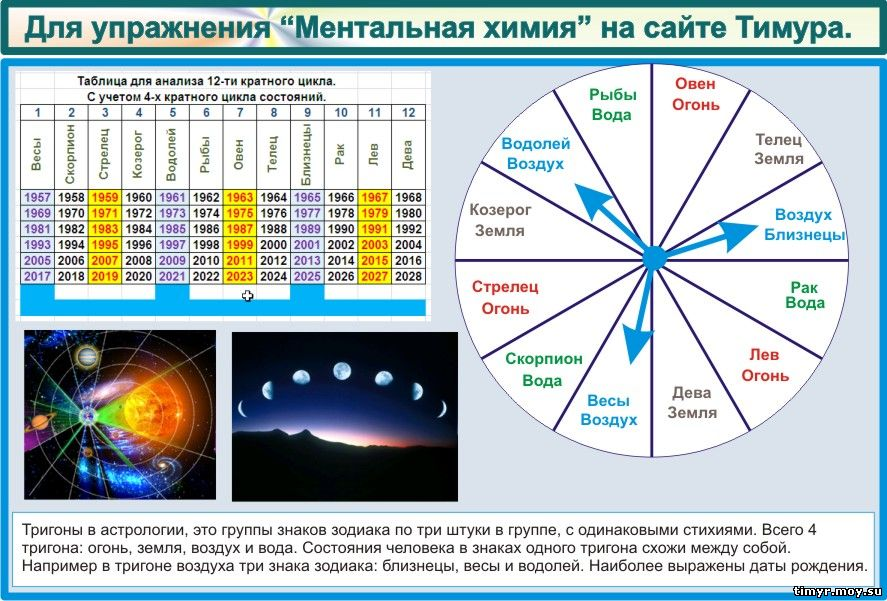 Для упражнения “Ментальная химия” на сайте Тимура.
Таблица для анализа 12-ти кратного цикла.
С учетом 4-х кратного цикла состояний.
1 2 3 4 5 6 7 8 9 10 11 12
Весы Скорпион Стрелец Козерог Водолей Рыбы Овен Телец Близнецы Рак Лев Дева
1957 1958 1959 1960 1961 1962 1963 1964 1965 1966 1967 1968
1969 1970 1971 1972 1973 1974 1975 1976 1977 1978 1979 1980
1981 1982 1983 1984 1985 1986 1987 1988 1989 1990 1991 1992
1993 1994 1995 1996 1997 1998 1999 2000 2001 2002 2003 2004
2005 2006 2007 2008 2009 2010 2011 2012 2013 2014 2015 2016
2017 2018 2019 2020 2021 2022 2023 2024 2025 2026 2027 2028
Овен
Огонь
Телец
Земля
Воздух
Близнецы
Рак
Вода
Лев
Огонь
Дева
Земля
Весы
Воздух
Скорпион
Вода
Стрелец
Огонь
Козерог
Земля
Водолей
Воздух
Рыбы
Вода
Тригоны в астрологии, это группы знаков зодиака по три штуки в группе, с одинаковыми стихиями. Всего 4
тригона: огонь, земля, воздух и вода. Состояния человека в знаках одного тригона схожи между собой.
Например в тригоне воздуха три знака зодиака: близнецы, весы и водолей. Наиболее выражены даты рождения.
timyr.moy.su